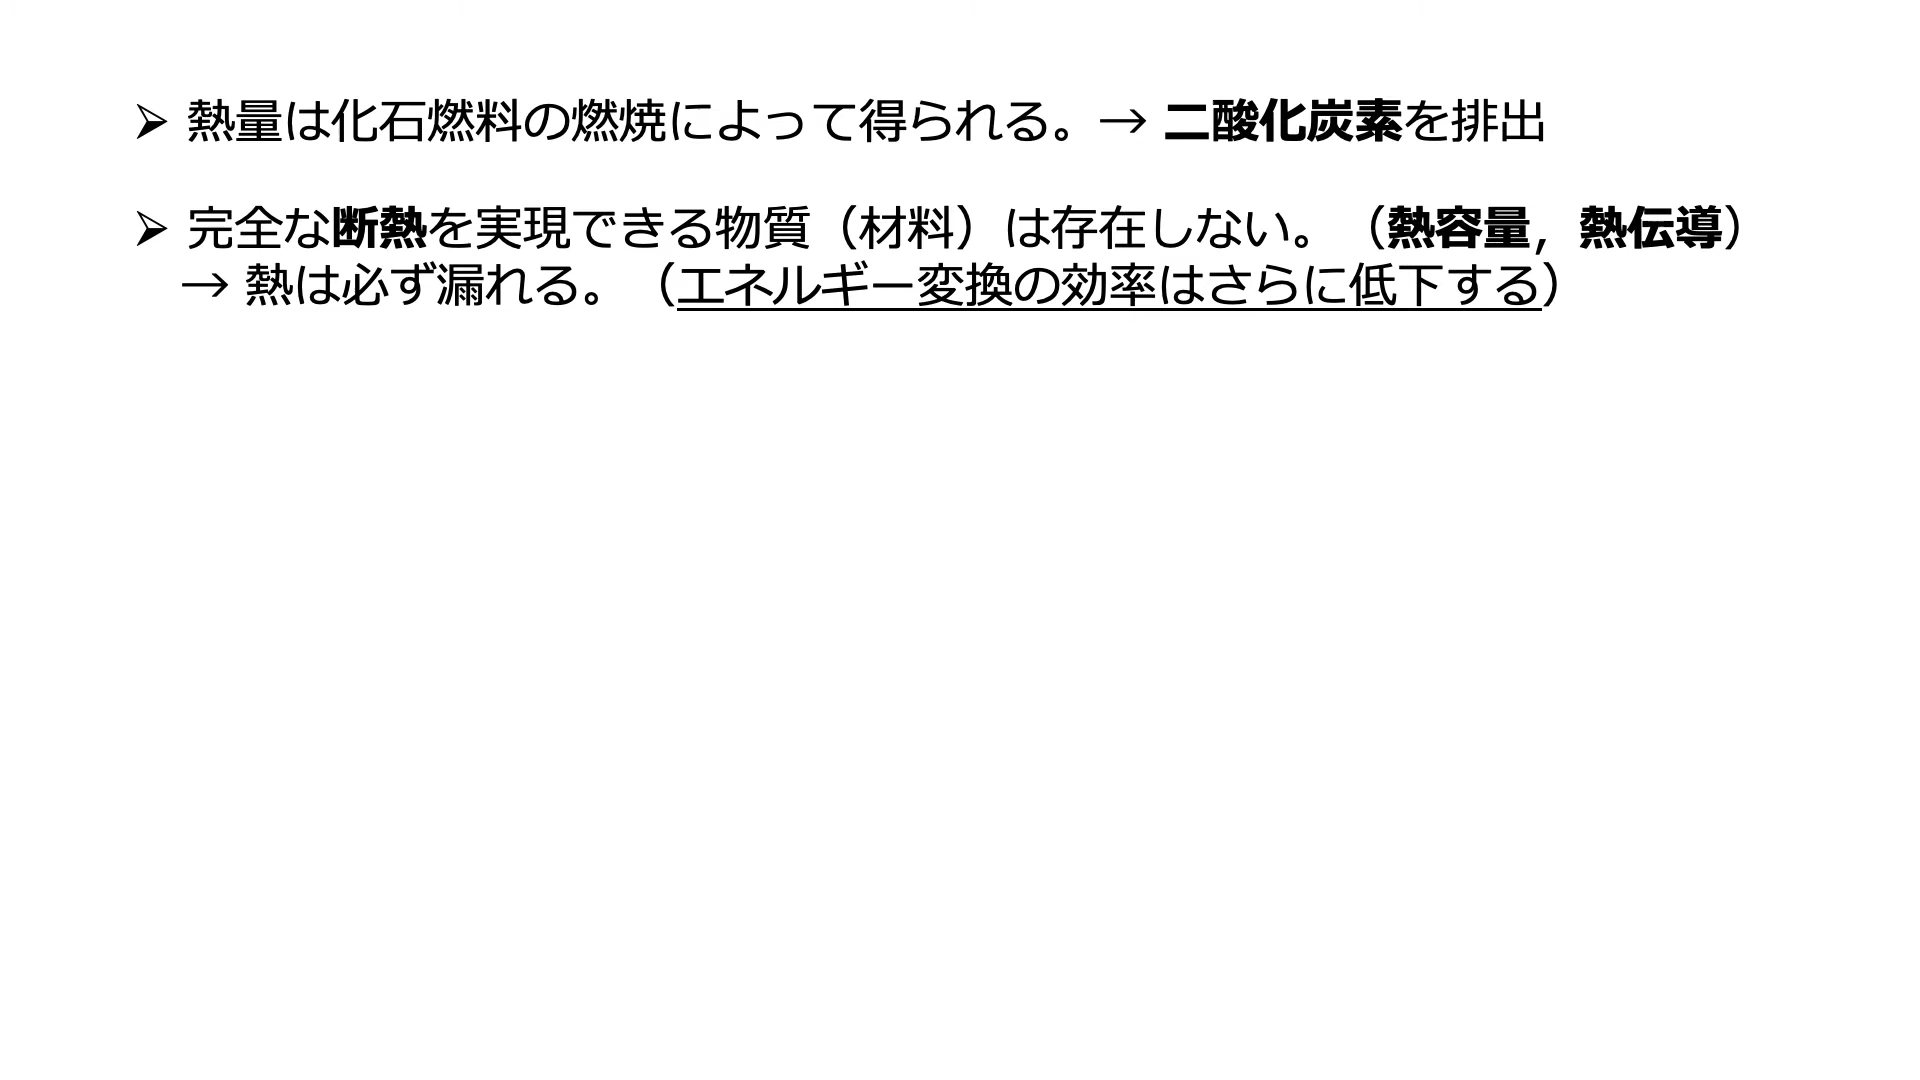 ➢ 熱量は化石燃料の燃焼によって得られる。→ 二酸化炭素を排出
➢ 完全な断熱を実現できる物質（材料）は存在しない。（熱容量，熱伝導）
→ 熱は必ず漏れる。（エネルギー変換の効率はさらに低下する）